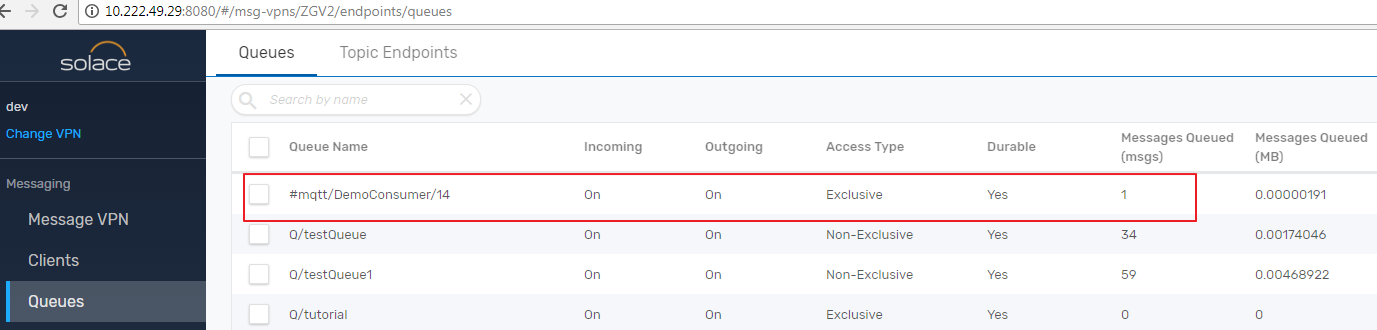 10.222.49.29:8080/#/msg-vpns/ZGV2/endpoints/queues
solace
dev
Change VPN
Messaging
Message VPN
Clients
Queues
Queues Topic Endpoints
Search by name
Queue Name Incoming Outgoing Access Type Durable Messages Queued (msgs) Messages Queued (MB)
#mqtt/DemoConsumer/14 On On Exclusive Yes 1 0.00000191
Q/testQueue On On Non-Exclusive Yes 34 0.00174046
Q/testQueue1 On On Non-Exclusive Yes 59 0.00468922
Q/tutorial On On Exclusive Yes 0 0